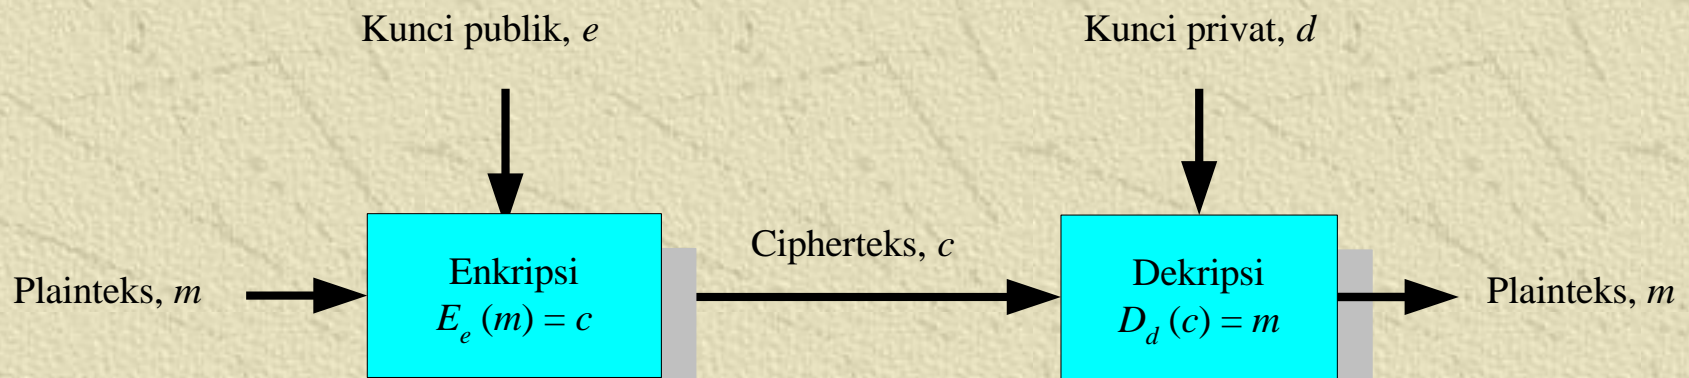 Kunci publik, e
Kunci privat, d
Plainteks, m
Enkripsi
E_e (m) = c
Cipherteks, c
Dekripsi
D_d (c) = m
Plainteks, m